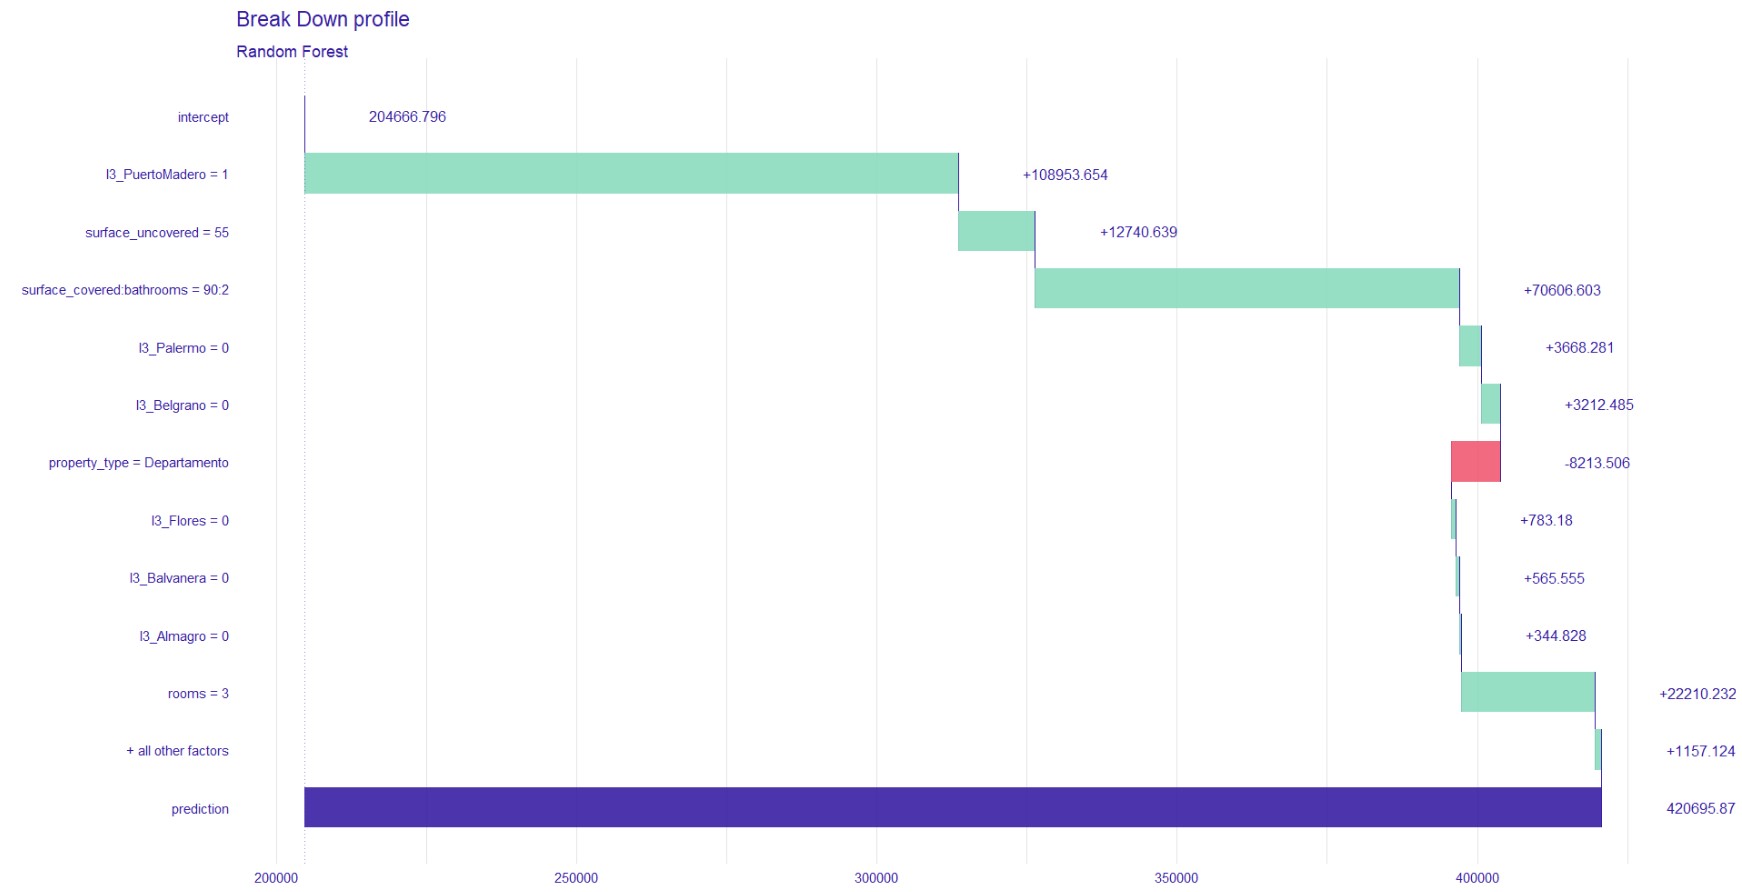 Break Down profile
Random Forest
intercept 204666.796
l3_PuertoMadero = 1 +108953.654
surface_uncovered = 55 +12740.639
surface_covered:bathrooms = 90:2 +70606.603
l3_Palermo = 0 +3668.281
l3_Belgrano = 0 +3212.485
property_type = Departamento -8213.506
l3_Flores = 0 +783.18
l3_Balvanera = 0 +565.555
l3_Almagro = 0 +344.828
rooms = 3 +22210.232
+ all other factors +1157.124
prediction 420695.87
200000 250000 300000 350000 400000